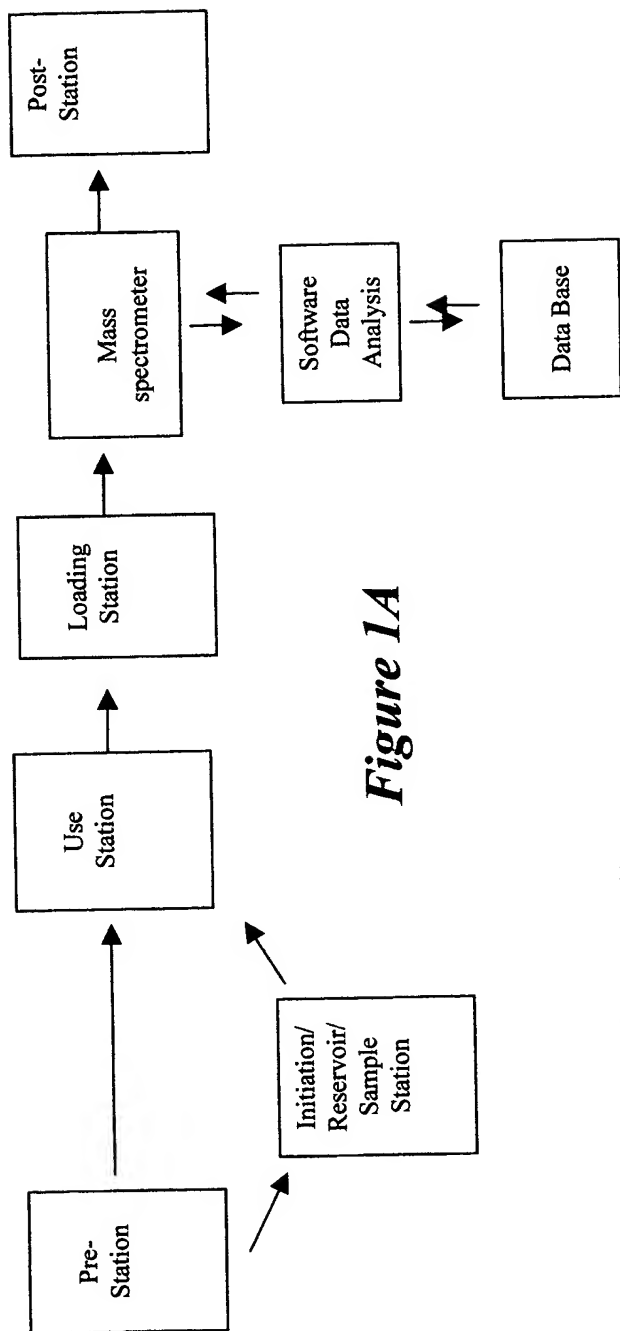 Pre-
Station
Initiation/
Reservoir/
Sample
Station
Use
Station
Loading
Station
Mass
spectrometer
Post-
Station
Software
Data
Analysis
Data Base
Figure 1A